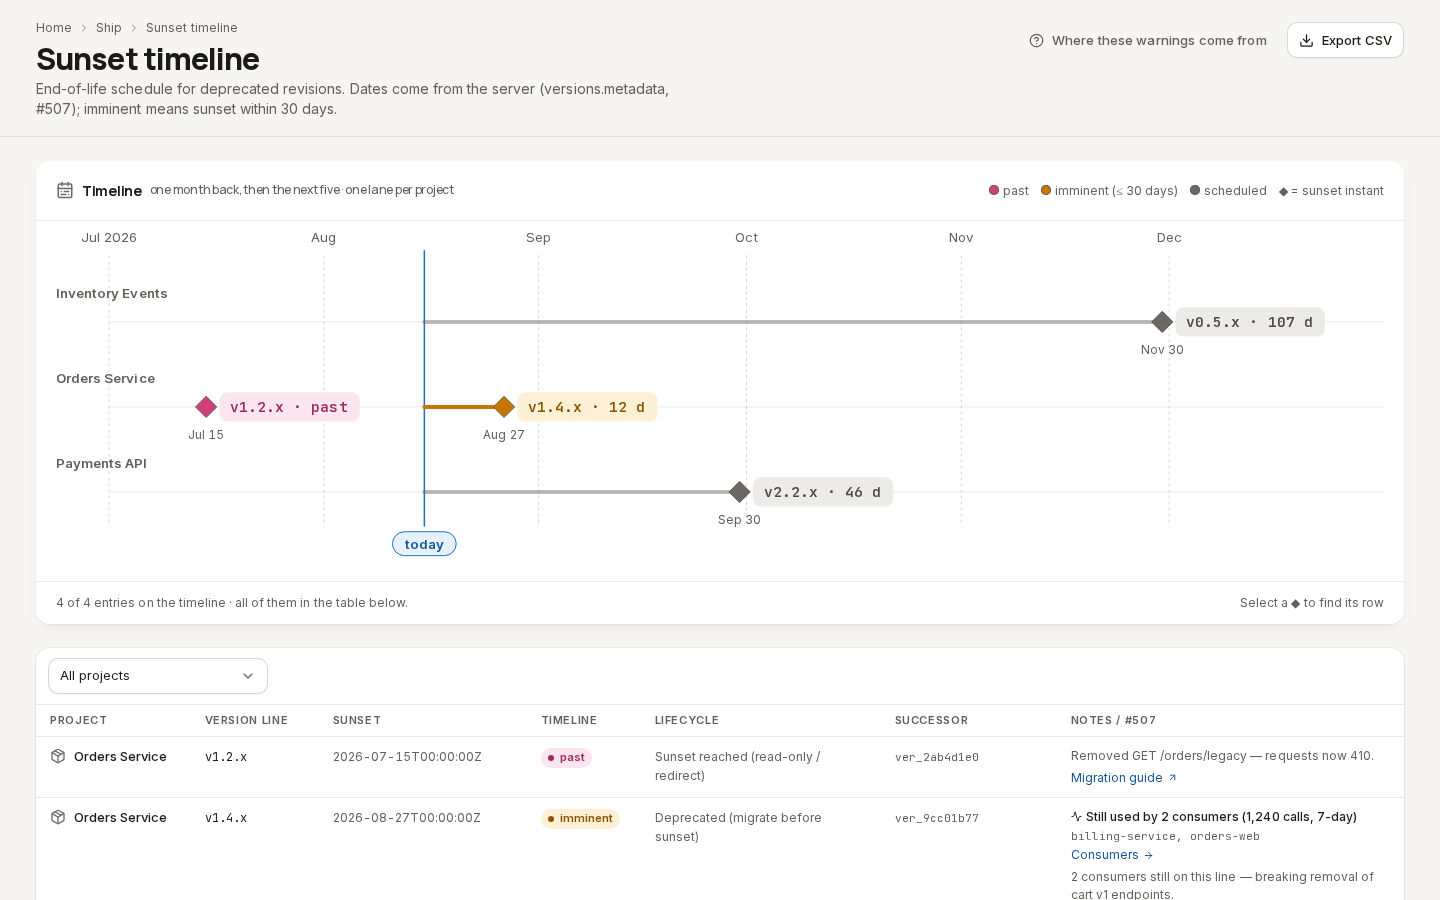 Home > Ship > Sunset timeline
Sunset timeline
End-of-life schedule for deprecated revisions. Dates come from the server (versions.metadata,
#507); imminent means sunset within 30 days.
Where these warnings come from
Export CSV
Timeline one month back, then the next five · one lane per project
past imminent (≤ 30 days) scheduled ◆ = sunset instant
Jul 2026 Aug Sep Oct Nov Dec
Inventory Events
v0.5.x · 107 d
Nov 30
Orders Service
v1.2.x · past
v1.4.x · 12 d
Jul 15
Aug 27
Payments API
v2.2.x · 46 d
Sep 30
today
4 of 4 entries on the timeline · all of them in the table below.
Select a ◆ to find its row
All projects
PROJECT VERSION LINE SUNSET TIMELINE LIFECYCLE SUCCESSOR NOTES / #507
Orders Service v1.2.x 2026-07-15T00:00:00Z past Sunset reached (read-only / ver_2ab4d1e0 Removed GET /orders/legacy — requests now 410.
redirect) Migration guide ↗
Orders Service v1.4.x 2026-08-27T00:00:00Z imminent Deprecated (migrate before ver_9cc01b77 Still used by 2 consumers (1,240 calls, 7-day)
sunset) billing-service, orders-web
Consumers →
2 consumers still on this line — breaking removal of
cart v1 endpoints.